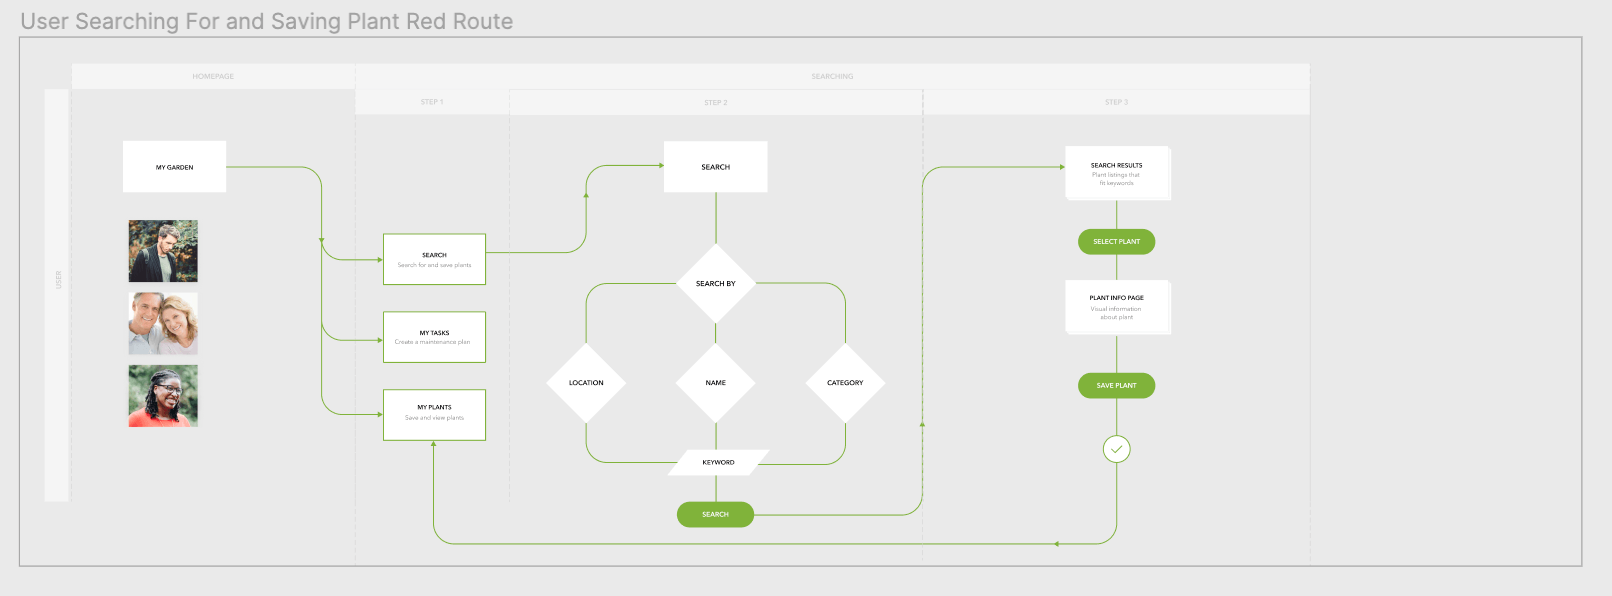 User Searching For and Saving Plant Red Route
HOMEPAGE
SEARCHING
STEP 1
STEP 2
STEP 3
USER
MY GARDEN
SEARCH
Search for and save plants
MY TASKS
Create a maintenance plan
MY PLANTS
Save and view plants
SEARCH
SEARCH BY
LOCATION
NAME
CATEGORY
KEYWORD
SEARCH
SEARCH RESULTS
Plant listings that
fit keywords
SELECT PLANT
PLANT INFO PAGE
Visual information
about plant
SAVE PLANT